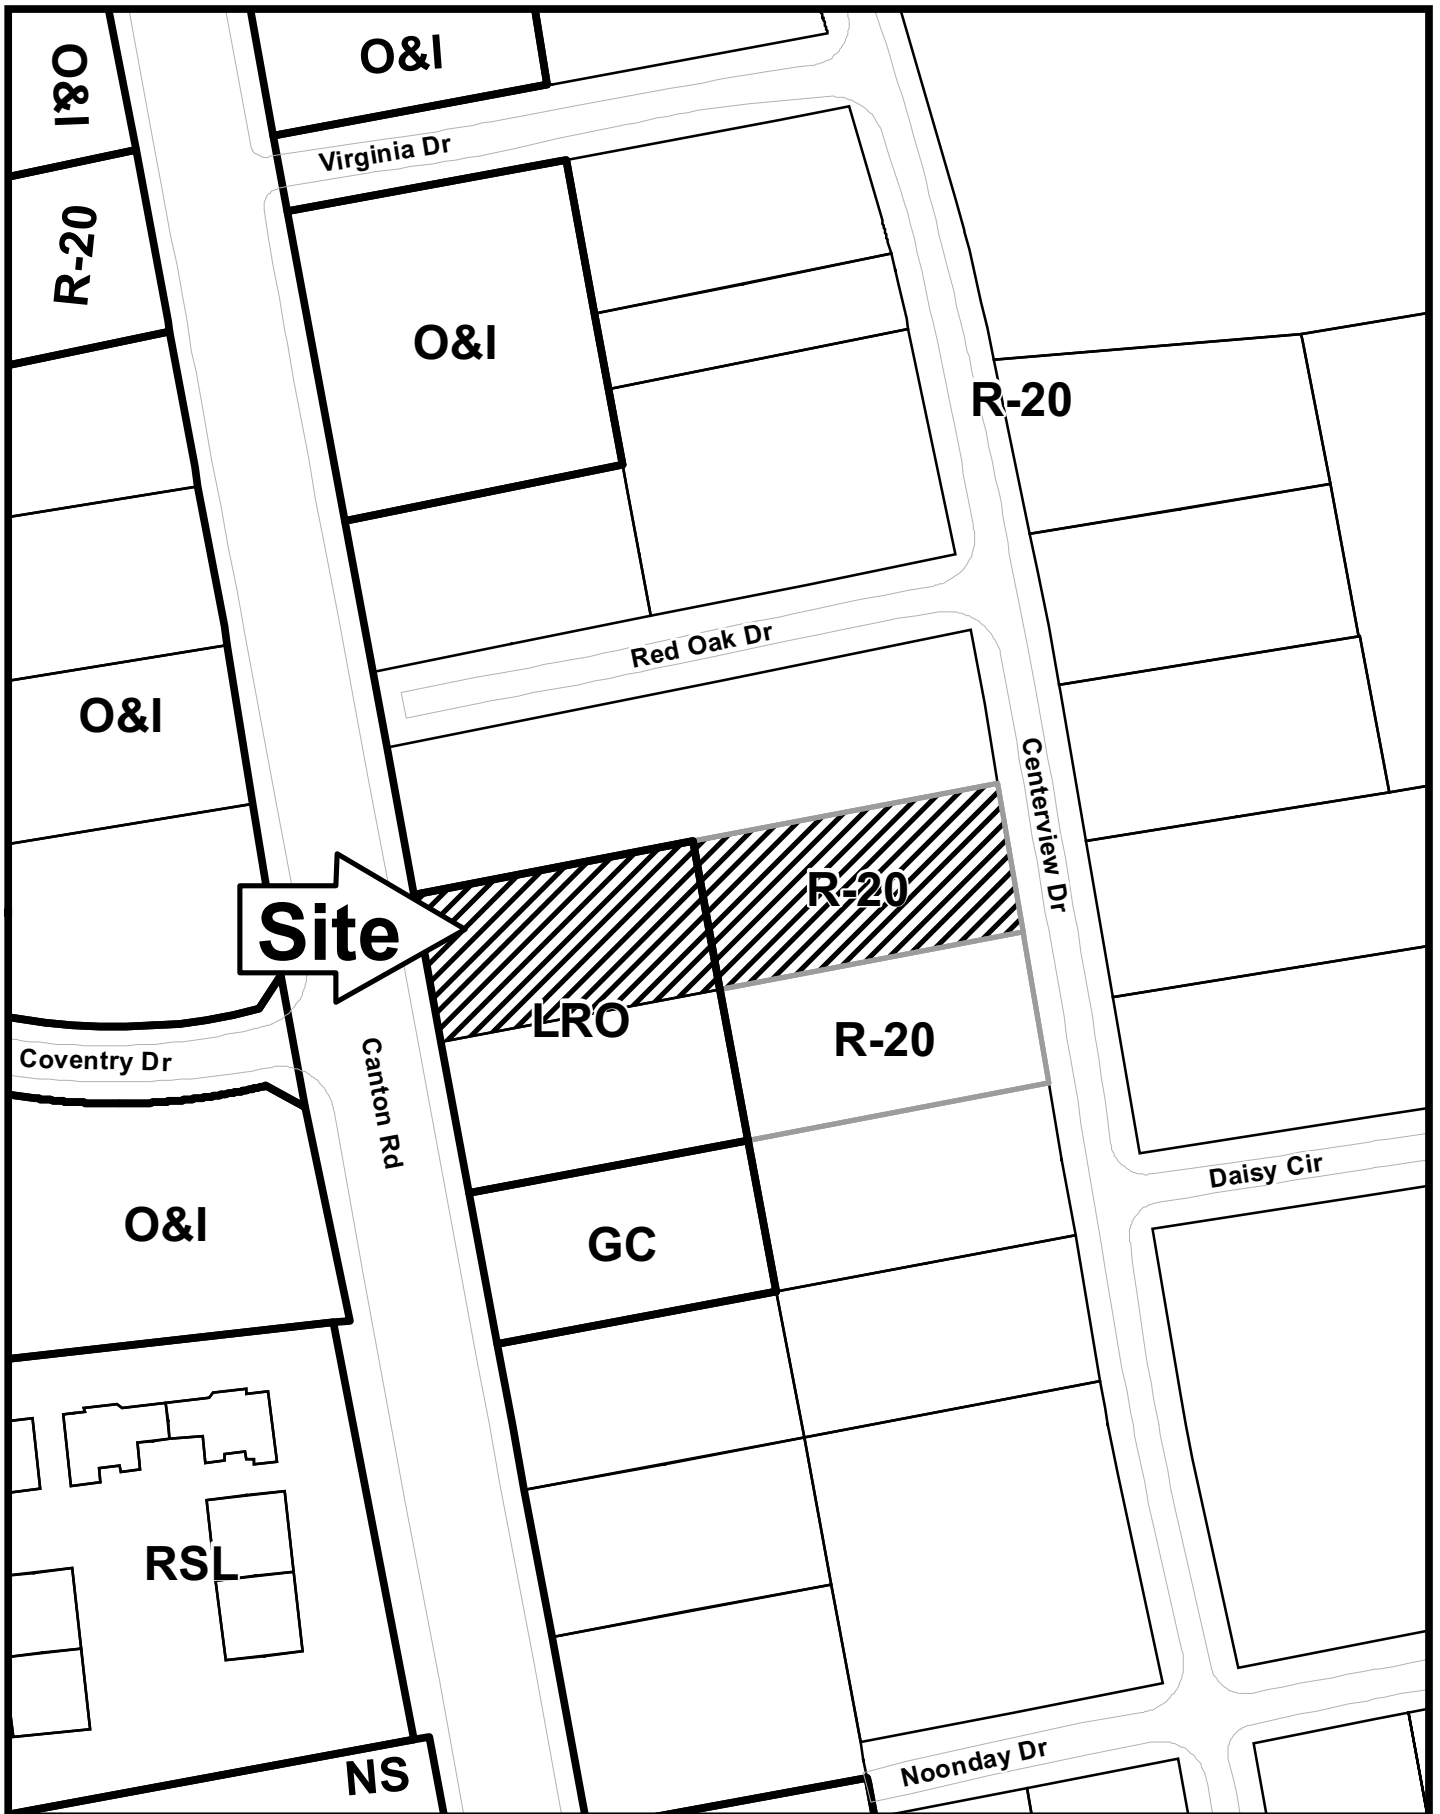 O&I
O&I
Virginia Dr
R-20
O&I
R-20
Red Oak Dr
O&I
Centerview Dr
R-20
Site
LRO
R-20
Coventry Dr
Canton Rd
Daisy Cir
O&I
GC
RSL
Noonday Dr
NS